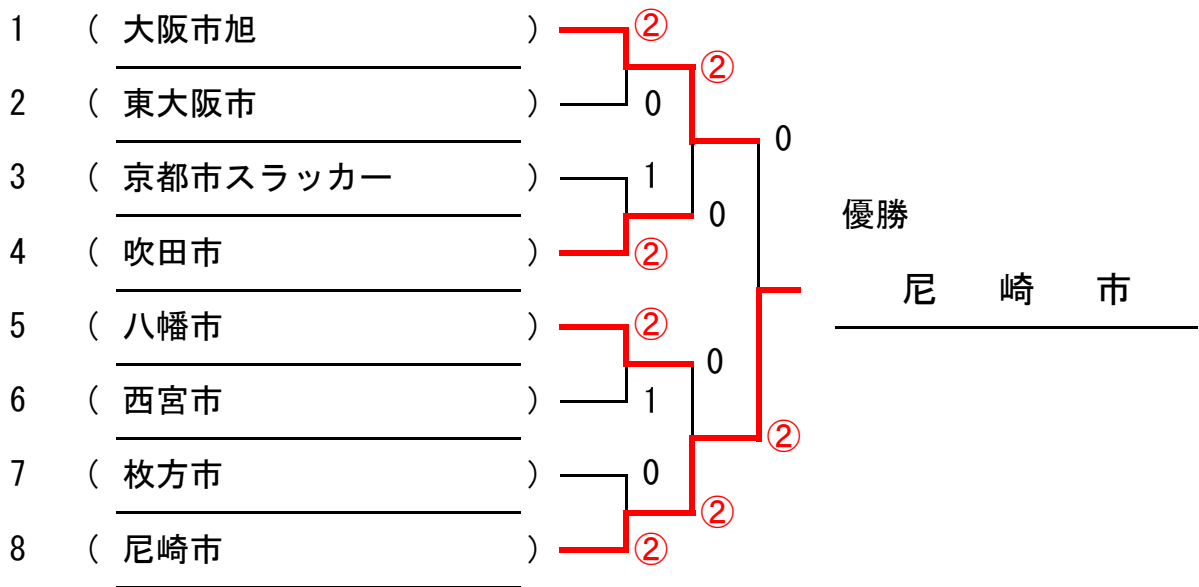 1 ( 大阪市旭 ) ②
②
2 ( 東大阪市 ) 0
0
3 ( 京都市スラッカー ) 1
0
優勝
4 ( 吹田市 ) ②
尼 崎 市
5 ( 八幡市 ) ②
0
6 ( 西宮市 ) 1
②
7 ( 枚方市 ) 0
②
8 ( 尼崎市 ) ②